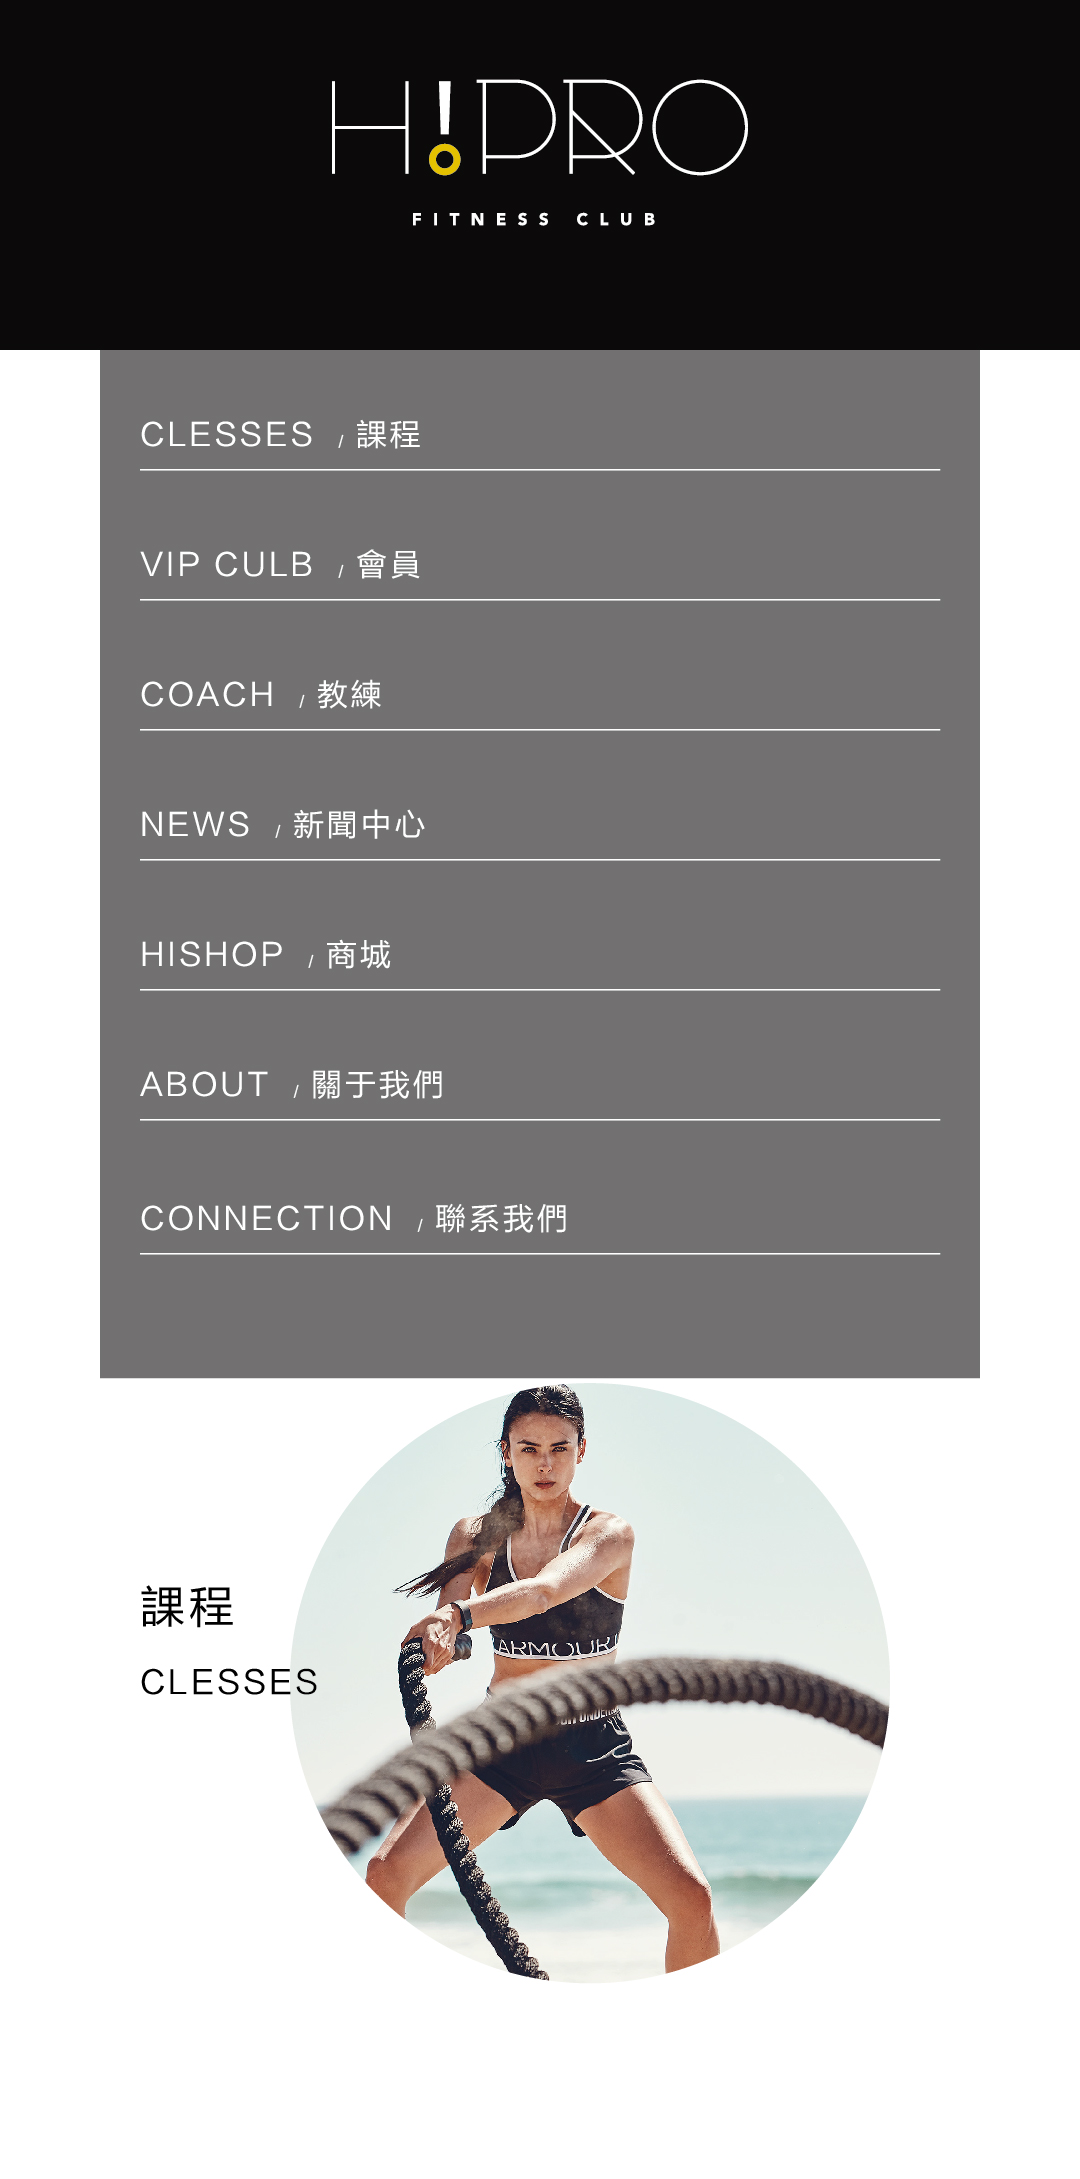 H!PRO
FITNESS CLUB
CLESSES / 課程
VIP CULB / 會員
COACH / 教練
NEWS / 新聞中心
HISHOP / 商城
ABOUT / 關于我們
CONNECTION / 聯系我們
課程
CLESSES
ARMOUR
UNDER